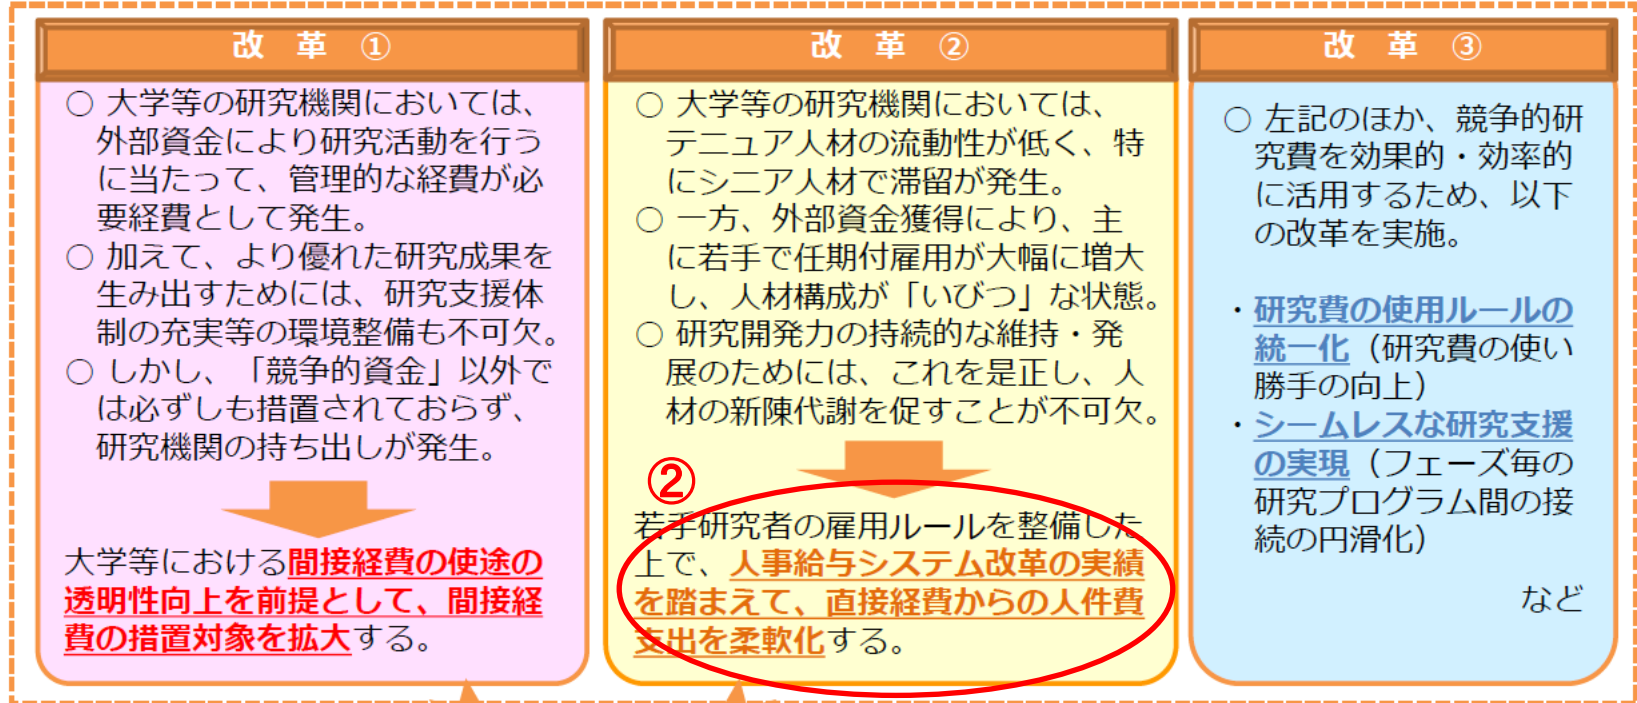 改 革 ①
○ 大学等の研究機関においては、
外部資金により研究活動を行う
に当たって、管理的な経費が必
要経費として発生。
○ 加えて、より優れた研究成果を
生み出すためには、研究支援体
制の充実等の環境整備も不可欠。
○ しかし、「競争的資金」以外で
は必ずしも措置されておらず、
研究機関の持ち出しが発生。
大学等における間接経費の使途の
透明性向上を前提として、間接経
費の措置対象を拡大する。
改 革 ②
○ 大学等の研究機関においては、
テニュア人材の流動性が低く、特
にシニア人材で滞留が発生。
○ 一方、外部資金獲得により、主
に若手で任期付雇用が大幅に増大
し、人材構成が「いびつ」な状態。
○ 研究開発力の持続的な維持・発
展のためには、これを是正し、人
材の新陳代謝を促すことが不可欠。
②
若手研究者の雇用ルールを整備した
上で、人事給与システム改革の実績
を踏まえて、直接経費からの人件費
支出を柔軟化する。
改 革 ③
○ 左記のほか、競争的研
究費を効果的・効率的
に活用するため、以下
の改革を実施。
・研究費の使用ルールの
統一化（研究費の使い
勝手の向上）
・シームレスな研究支援
の実現（フェーズ毎の
研究プログラム間の接
続の円滑化）
など